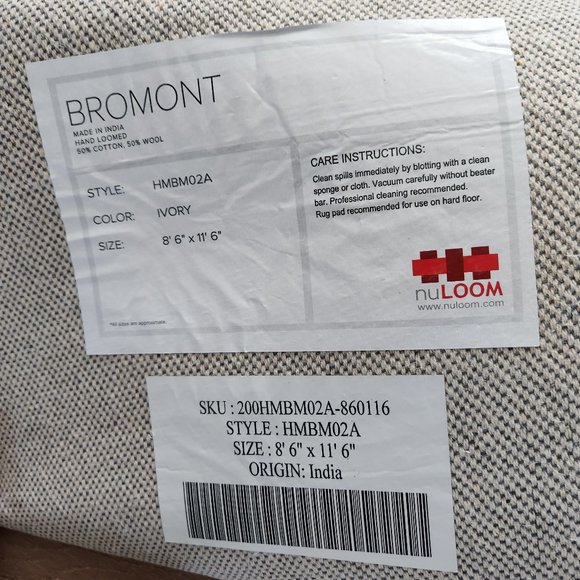 BROMONT
MADE IN INDIA
HAND LOOMED
50% COTTON, 50% WOOL
STYLE: HMBM02A
COLOR: IVORY
SIZE: 8' 6" x 11' 6"
*All sizes are approximate.
CARE INSTRUCTIONS:
Clean spills immediately by blotting with a clean
sponge or cloth. Vacuum carefully without beater
bar. Professional cleaning recommended.
Rug pad recommended for use on hard floor.
nuLOOM
www.nuloom.com
SKU : 200HMBM02A-860116
STYLE : HMBM02A
SIZE : 8' 6" x 11' 6"
ORIGIN: India